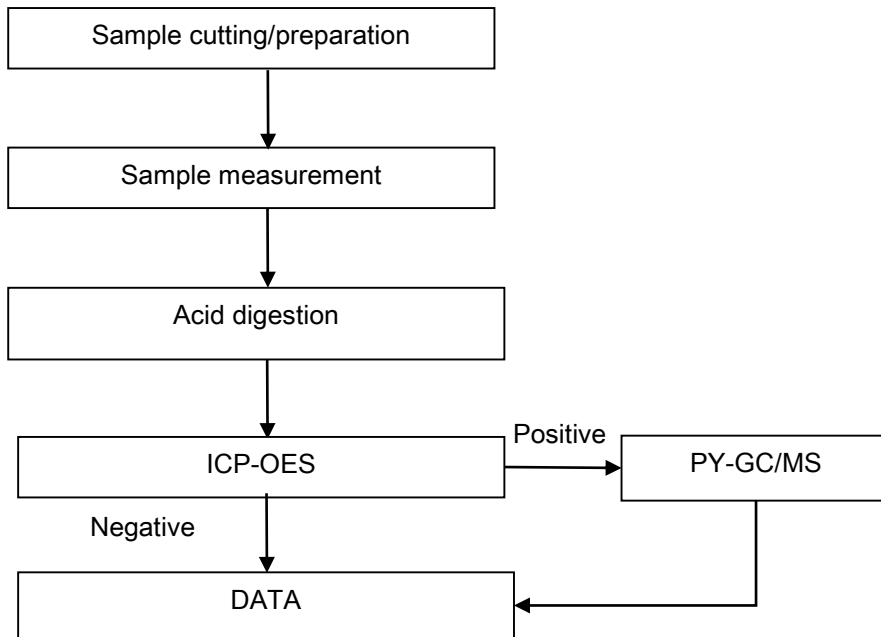 Sample cutting/preparation
Sample measurement
Acid digestion
Positive
ICP-OES
PY-GC/MS
Negative
DATA